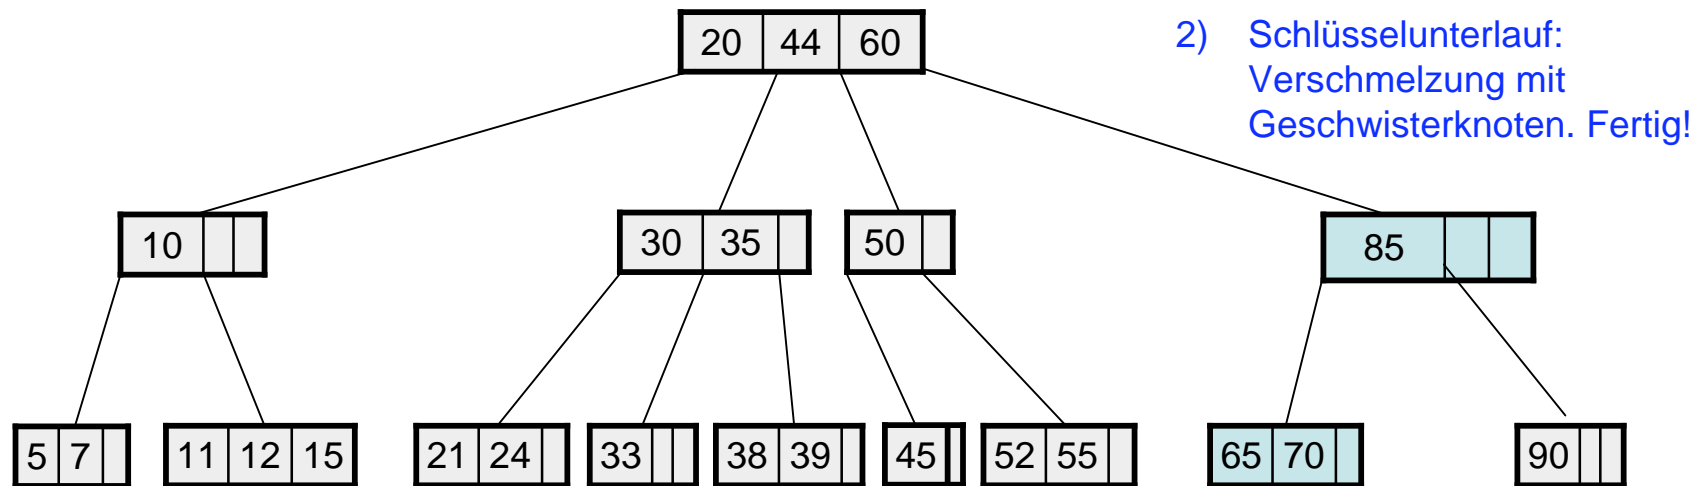 20 44 60
2) Schlüsselunterlauf:
Verschmelzung mit
Geschwisterknoten. Fertig!
10
30 35
50
85
5 7
11 12 15
21 24
33
38 39
45
52 55
65 70
90